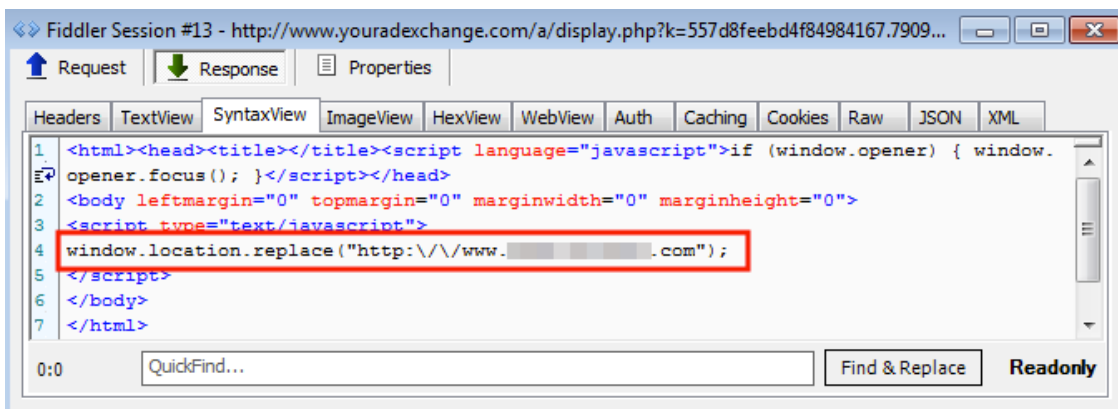 Fiddler Session #13 - http://www.youradexchange.com/a/display.php?k=557d8feebd4f84984167.7909...
Request Response Properties
Headers TextView SyntaxView ImageView HexView WebView Auth Caching Cookies Raw JSON XML
1 <html><head><title></title><script language="javascript">if (window.opener) { window.
opener.focus(); }</script></head>
2 <body leftmargin="0" topmargin="0" marginwidth="0" marginheight="0">
3 <script type="text/javascript">
4 window.location.replace("http:\/\/www. .com");
5 </script>
6 </body>
7 </html>
0:0 QuickFind... Find & Replace Readonly